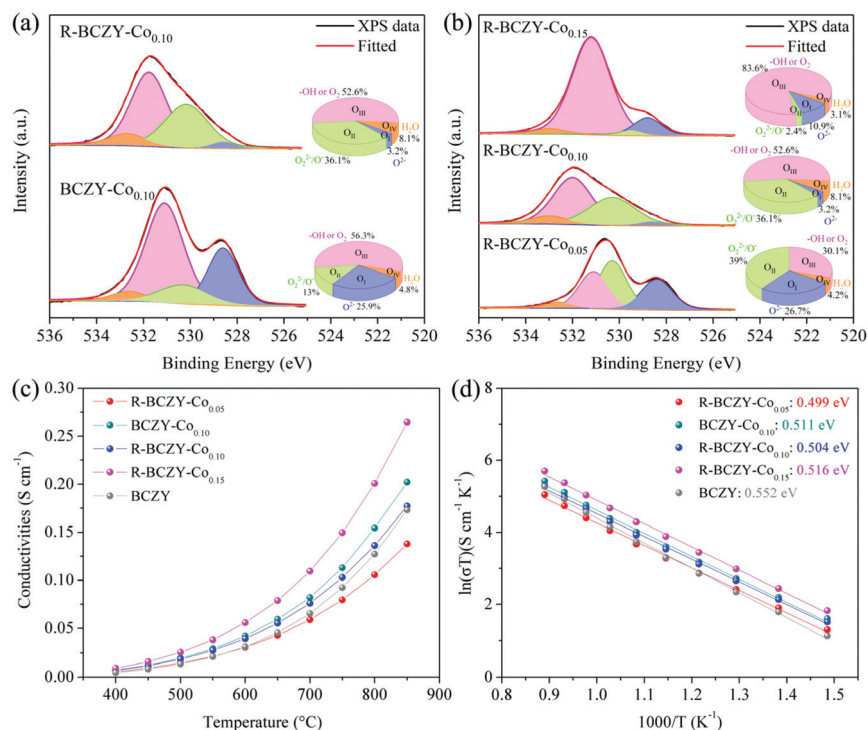 (a)
R-BCZY-Co0.10
XPS data
Fitted
-OH or O2 52.6%
OIII
OII
OI
OIV
H2O
8.1%
3.2%
O2-
O2 2-/O- 36.1%
BCZY-Co0.10
-OH or O2 56.3%
OIII
OII
OI
OIV
H2O
4.8%
O2 2-/O-
13%
O2- 25.9%
Intensity (a.u.)
536 534 532 530 528 526 524 522 520
Binding Energy (eV)
(b)
R-BCZY-Co0.15
XPS data
Fitted
-OH or O2
83.6%
OIII
OII
OI
OIV
H2O
3.1%
O2 2-/O- 2.4%
10.9%
O2-
R-BCZY-Co0.10
-OH or O2 52.6%
OIII
OII
OI
OIV
H2O
8.1%
3.2%
O2-
O2 2-/O- 36.1%
R-BCZY-Co0.05
O2 2-/O-
39%
-OH or O2
30.1%
OIII
OII
OI
OIV
H2O
4.2%
O2- 26.7%
Intensity (a.u.)
536 534 532 530 528 526 524 522 520
Binding Energy (eV)
(c)
R-BCZY-Co0.05
BCZY-Co0.10
R-BCZY-Co0.10
R-BCZY-Co0.15
BCZY
Conductivities (S cm-1)
0.30
0.25
0.20
0.15
0.10
0.05
0.00
400 500 600 700 800 900
Temperature (°C)
(d)
R-BCZY-Co0.05: 0.499 eV
BCZY-Co0.10: 0.511 eV
R-BCZY-Co0.10: 0.504 eV
R-BCZY-Co0.15: 0.516 eV
BCZY: 0.552 eV
ln(σT)(S cm-1 K-1)
8
6
4
2
0
0.8 0.9 1.0 1.1 1.2 1.3 1.4 1.5
1000/T (K-1)